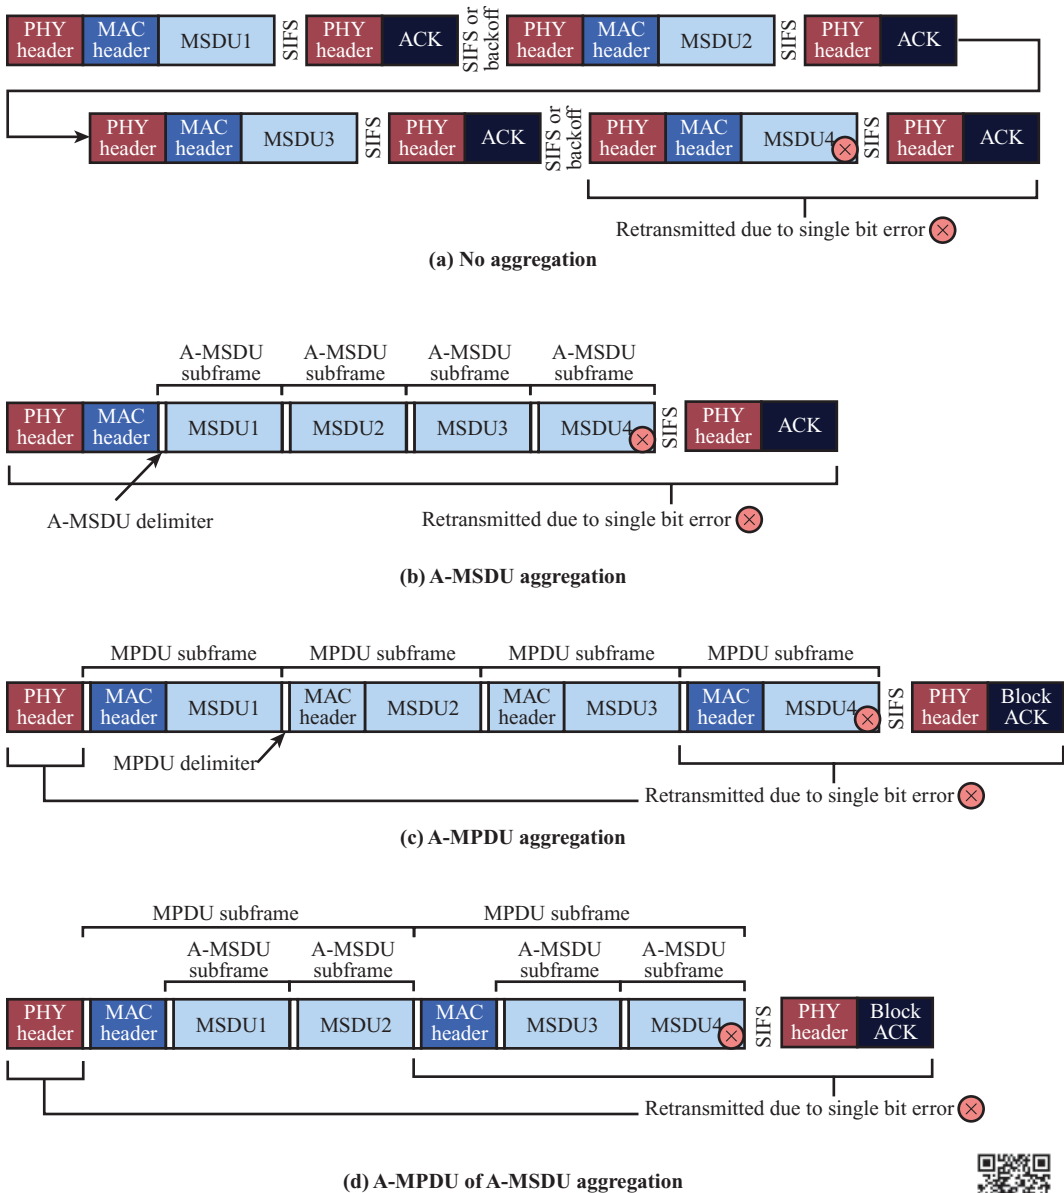 PHY header MAC header MSDU1 SIFS PHY header ACK SIFS or backoff PHY header MAC header MSDU2 SIFS PHY header ACK
PHY header MAC header MSDU3 SIFS PHY header ACK SIFS or backoff PHY header MAC header MSDU4 SIFS PHY header ACK
Retransmitted due to single bit error
(a) No aggregation
A-MSDU subframe A-MSDU subframe A-MSDU subframe A-MSDU subframe
PHY header MAC header MSDU1 MSDU2 MSDU3 MSDU4 SIFS PHY header ACK
A-MSDU delimiter
Retransmitted due to single bit error
(b) A-MSDU aggregation
MPDU subframe MPDU subframe MPDU subframe MPDU subframe
PHY header MAC header MSDU1 MAC header MSDU2 MAC header MSDU3 MAC header MSDU4 SIFS PHY header Block ACK
MPDU delimiter
Retransmitted due to single bit error
(c) A-MPDU aggregation
MPDU subframe MPDU subframe
A-MSDU subframe A-MSDU subframe A-MSDU subframe A-MSDU subframe
PHY header MAC header MSDU1 MSDU2 MAC header MSDU3 MSDU4 SIFS PHY header Block ACK
Retransmitted due to single bit error
(d) A-MPDU of A-MSDU aggregation